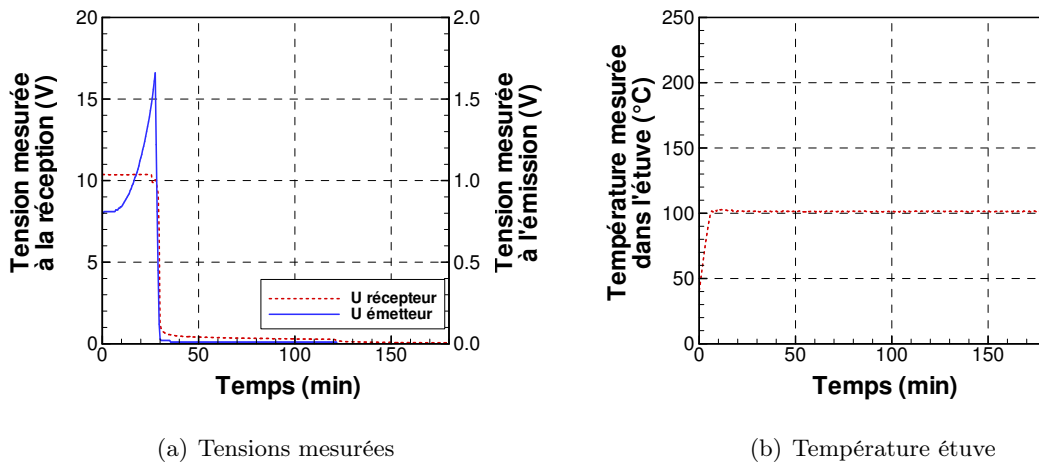 Tension mesurée
à la réception (V)
20
15
10
5
0
2.0
1.5
1.0
0.5
0.0
Tension mesurée
à l'émission (V)
U récepteur
U émetteur
0
50
100
150
Temps (min)
(a) Tensions mesurées
Température mesurée
dans l'étuve (°C)
250
200
150
100
50
0
0
50
100
150
Temps (min)
(b) Température étuve